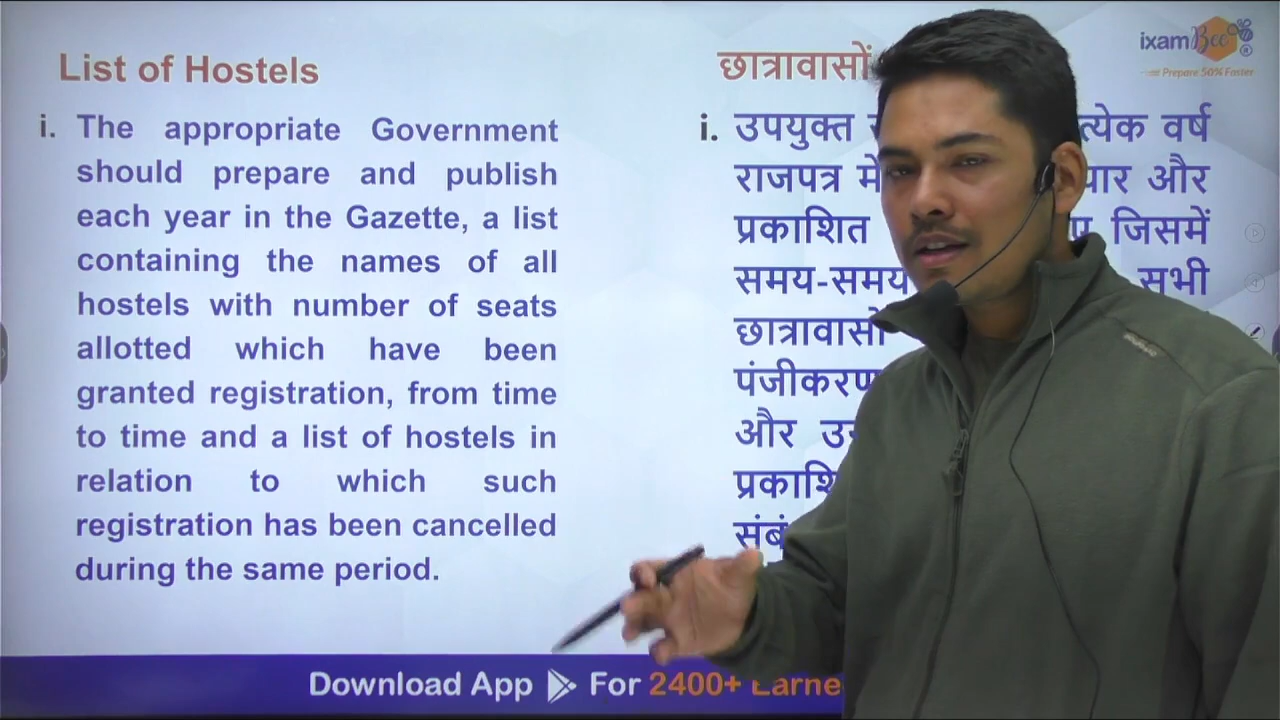 List of Hostels
i. The appropriate Government
should prepare and publish
each year in the Gazette, a list
containing the names of all
hostels with number of seats
allotted which have been
granted registration, from time
to time and a list of hostels in
relation to which such
registration has been cancelled
during the same period.
छात्रावासों
i. उपयुक्त वर्ष
राजपत्र में और
प्रकाशित जिसमें
समय-समय सभी
छात्रावासों
पंजीकरण
और
ixamBee
Prepare 50% Faster
Download App For 2400+